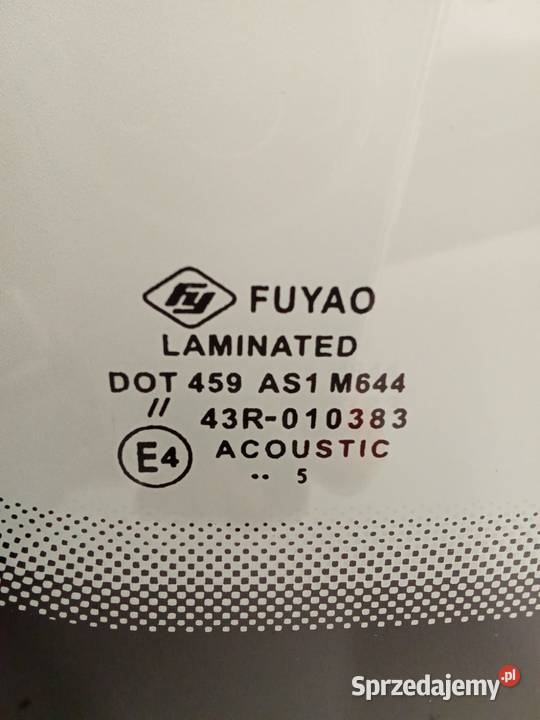 Fy FUYAO
LAMINATED
DOT 459 AS1 M644
// 43R-010383
E4 ACOUSTIC
•• 5
Sprzedajemy.pl